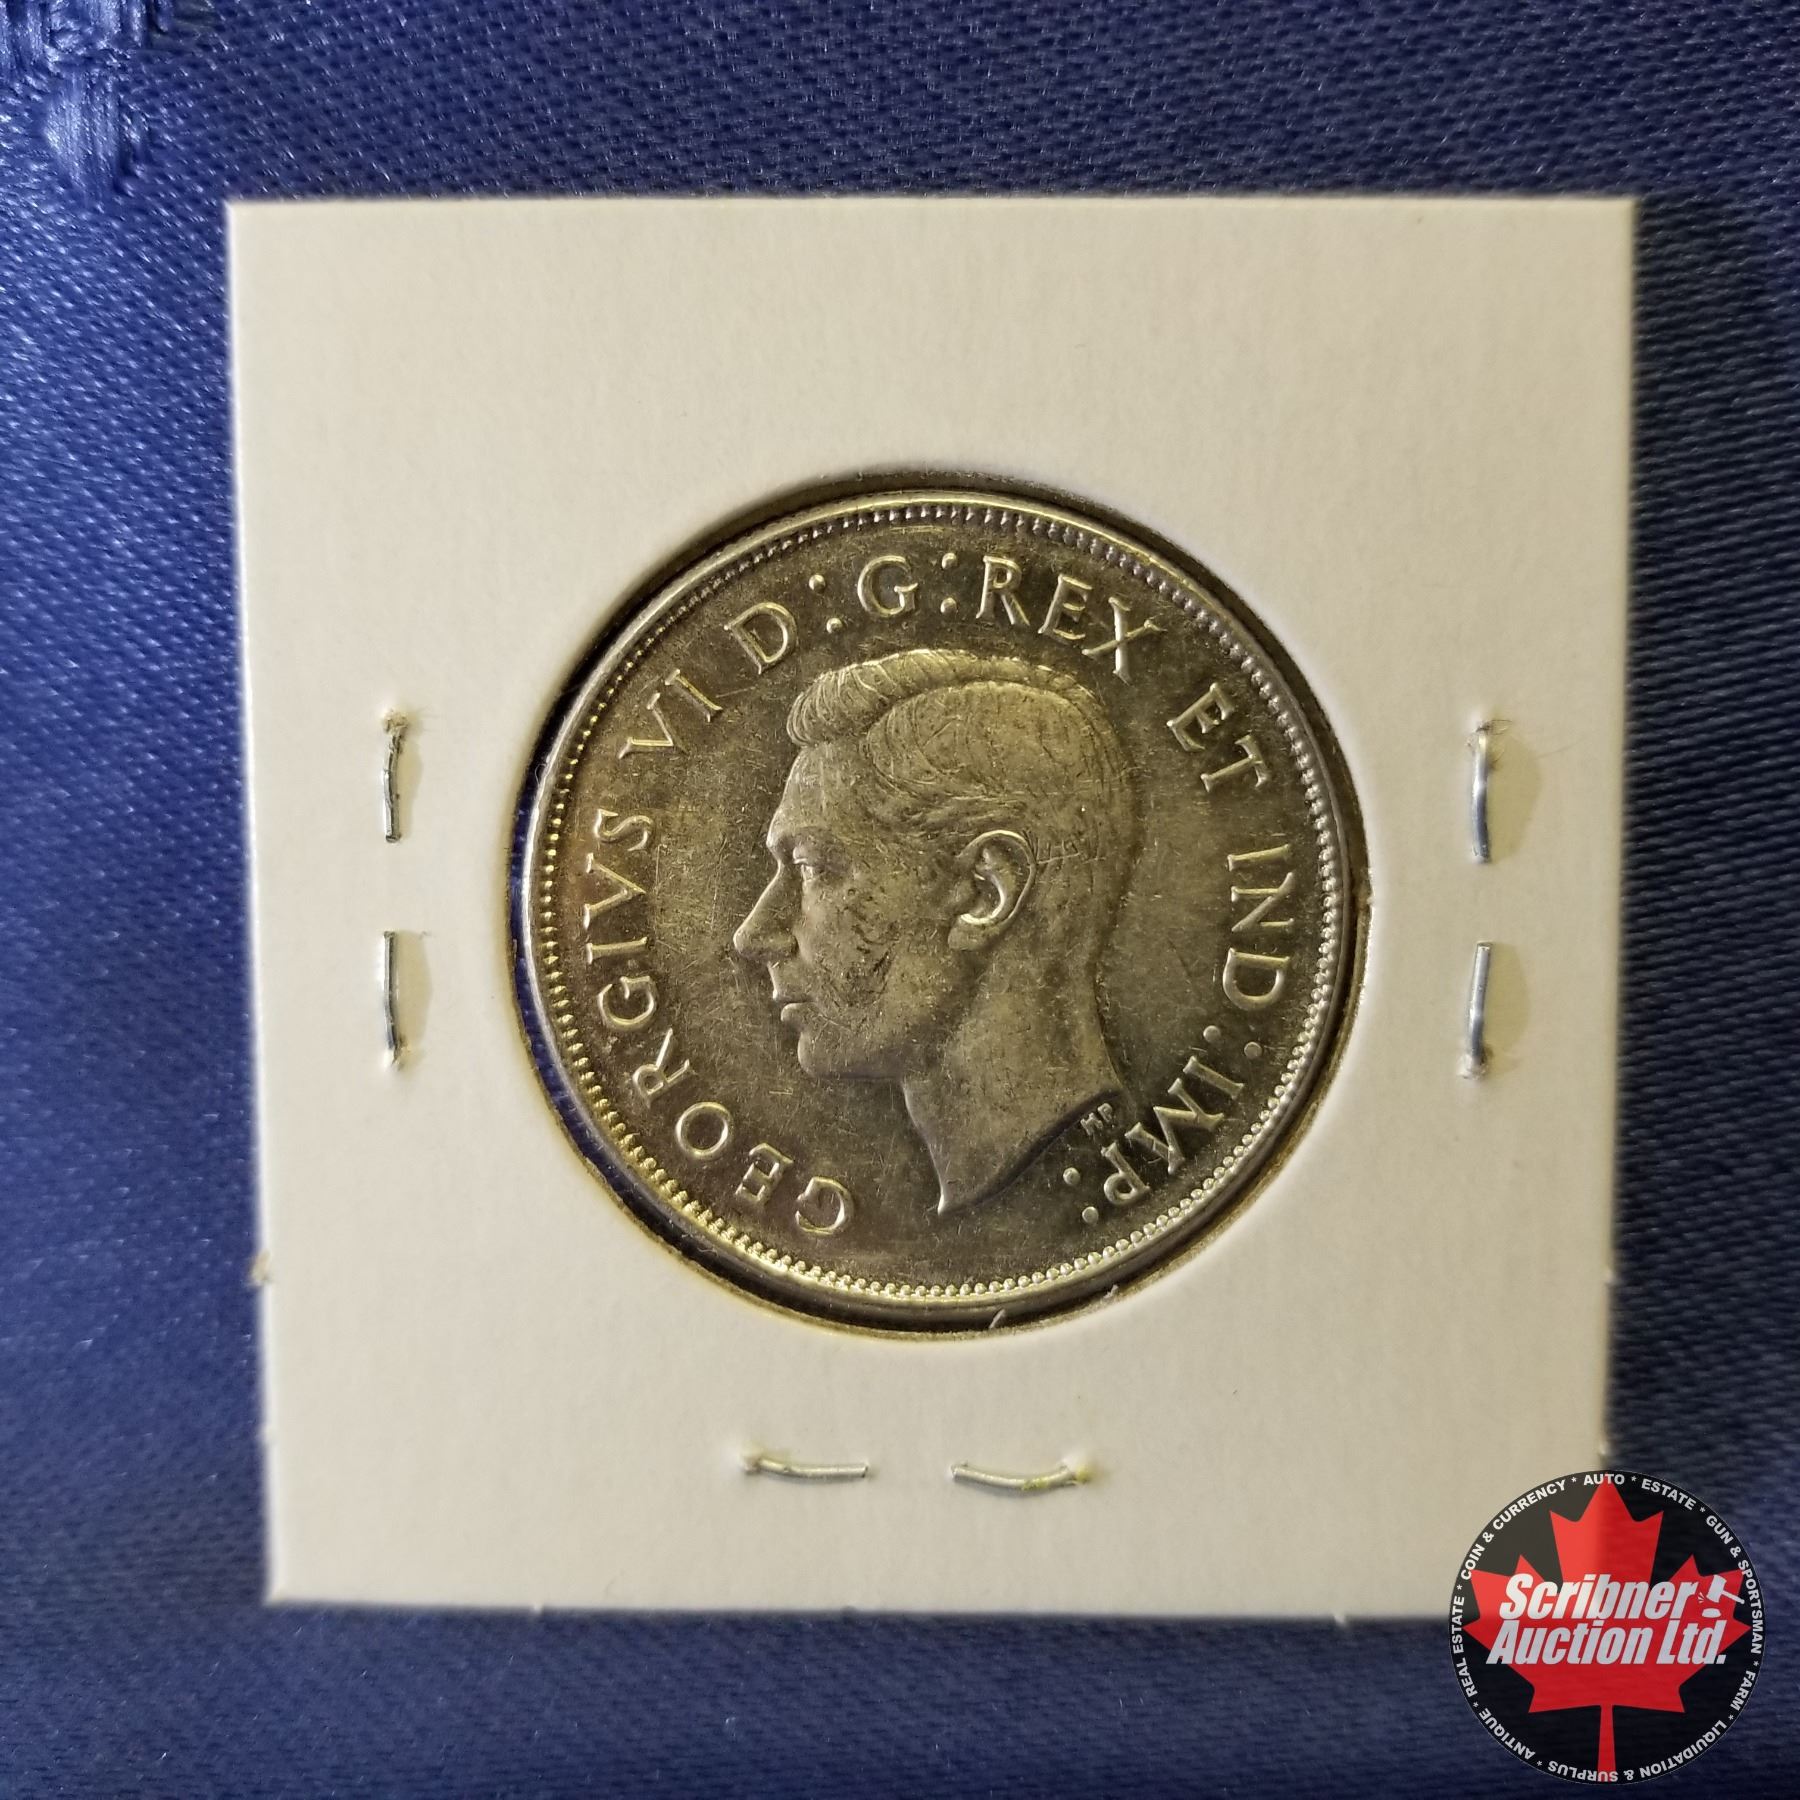 GEORGIVS VI D:G:REX ET IND:IMP:
HP
REAL ESTATE * COIN & CURRENCY * AUTO * ESTATE * GUN & SPORTSMAN * FARM * LIQUIDATION & SURPLUS * ANTIQUE *
Scribner
Auction Ltd.